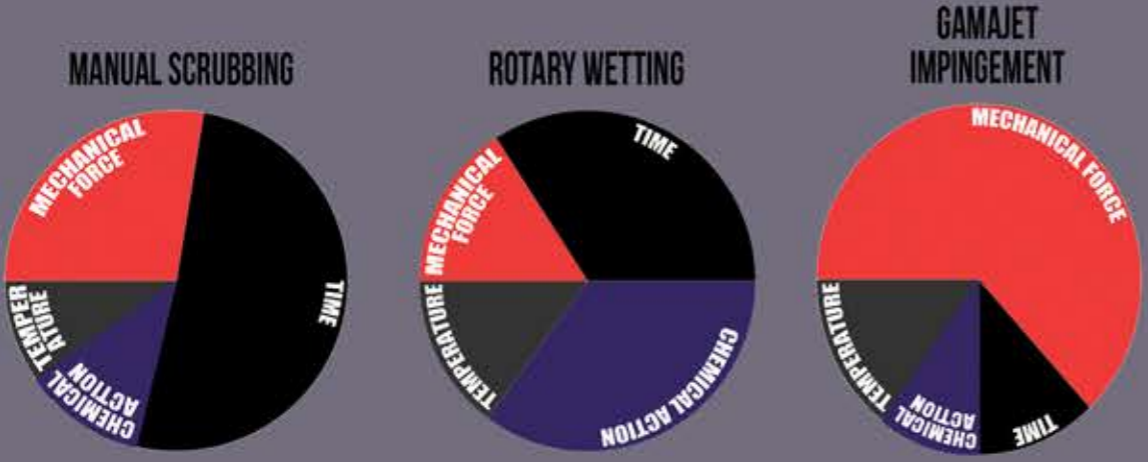 MANUAL SCRUBBING
MECHANICAL
FORCE
TIME
TEMPER
ATURE
CHEMICAL
ACTION
ROTARY WETTING
MECHANICAL
FORCE
TIME
TEMPERATURE
CHEMICAL ACTION
GAMAJET
IMPINGEMENT
MECHANICAL FORCE
TEMPERATURE
CHEMICAL
ACTION
TIME